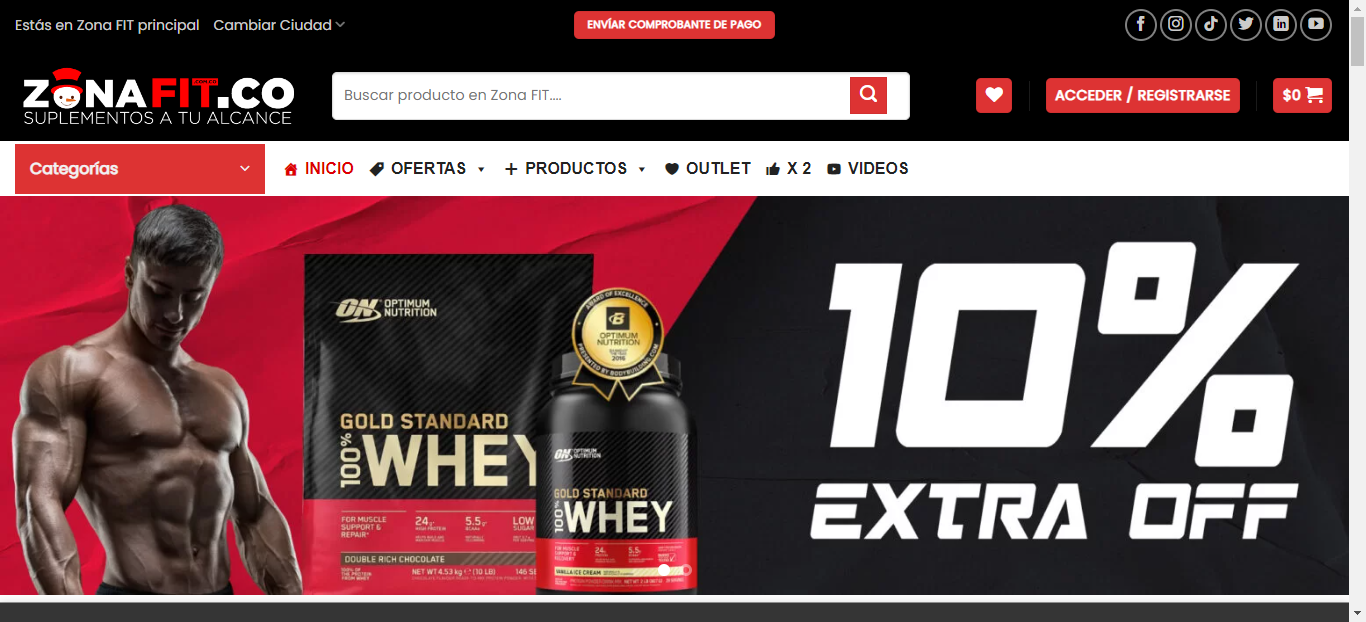 Estás en Zona FIT principal
Cambiar Ciudad
ENVÍAR COMPROBANTE DE PAGO
ZONAFIT.CO
.COM.CO
SUPLEMENTOS A TU ALCANCE
Buscar producto en Zona FIT....
ACCEDER / REGISTRARSE
$0
Categorías
INICIO
OFERTAS
PRODUCTOS
OUTLET
X 2
VIDEOS
ON OPTIMUM NUTRITION
GOLD STANDARD
100% WHEY
FOR MUSCLE SUPPORT & REPAIR*
24g
5.5g
LOW SUGAR
DOUBLE RICH CHOCOLATE
NET WT 4.53 kg (10 LB)
146 SE
AWARD OF EXCELLENCE
B
OPTIMUM NUTRITION
2016
PRESENTED BY BODYBUILDING.COM
ON OPTIMUM NUTRITION
GOLD STANDARD
100% WHEY
24g
5.5g
VANILLA ICE CREAM
10%
EXTRA OFF